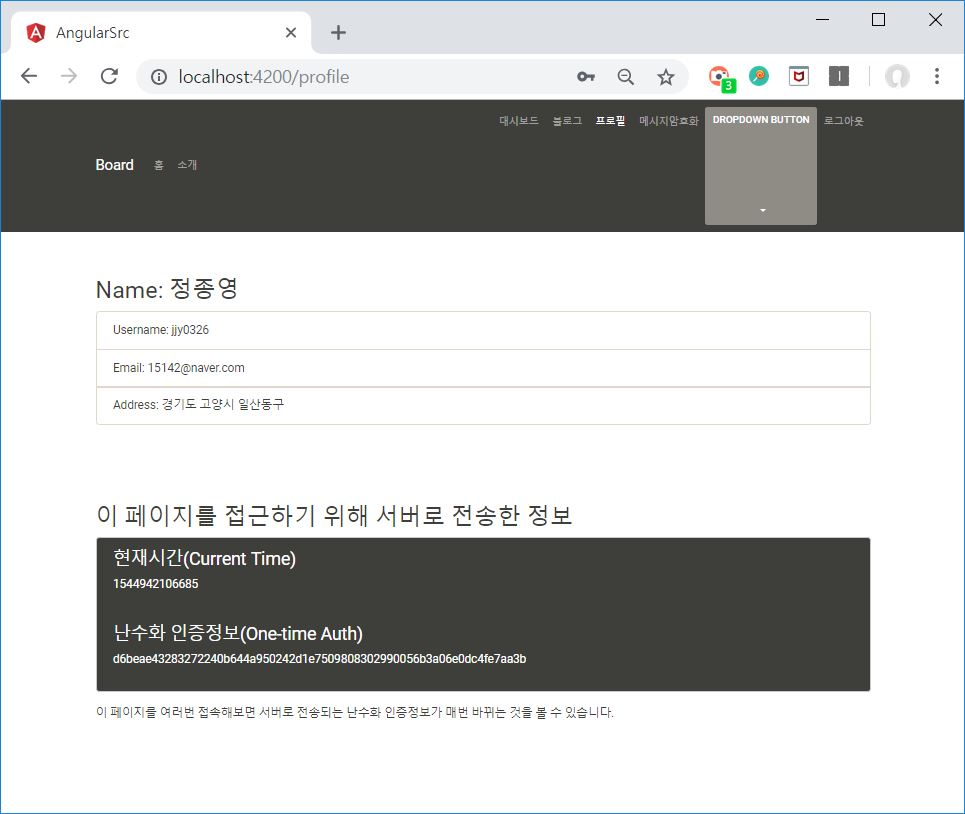 AngularSrc
localhost:4200/profile
3
대시보드 블로그 프로필 메시지암호화 DROPDOWN BUTTON 로그아웃
Board 홈 소개
Name: 정종영
Username: jjy0326
Email: 15142@naver.com
Address: 경기도 고양시 일산동구
이 페이지를 접근하기 위해 서버로 전송한 정보
현재시간(Current Time)
1544942106685
난수화 인증정보(One-time Auth)
d6beae43283272240b644a950242d1e7509808302990056b3a06e0dc4fe7aa3b
이 페이지를 여러번 접속해보면 서버로 전송되는 난수화 인증정보가 매번 바뀌는 것을 볼 수 있습니다.